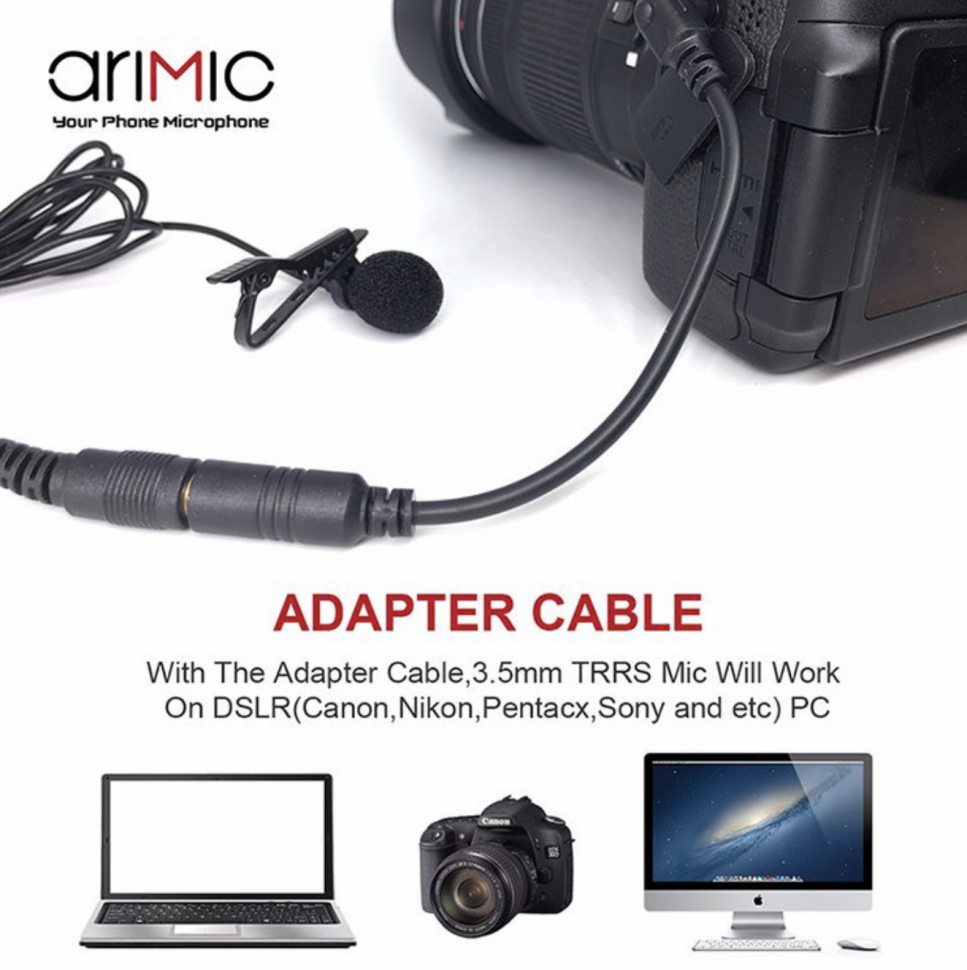 ariMic
Your Phone Microphone
ADAPTER CABLE
With The Adapter Cable,3.5mm TRRS Mic Will Work
On DSLR(Canon,Nikon,Pentacx,Sony and etc) PC
Canon